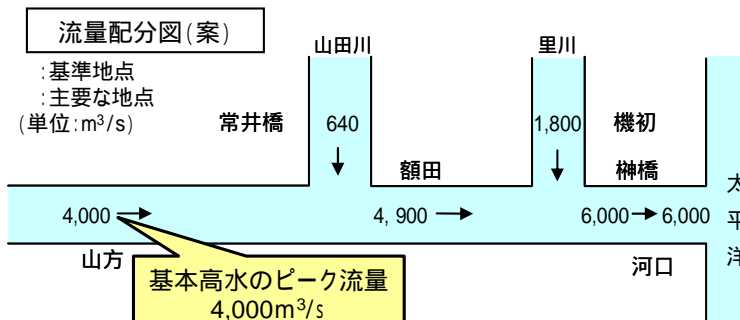 流量配分図(案)
:基準地点
:主要な地点
(単位:m³/s)
山田川
里川
常井橋
640
1,800
機初
額田
榊橋
4,000
4,900
6,000
6,000
太平洋
山方
河口
基本高水のピーク流量
4,000m³/s